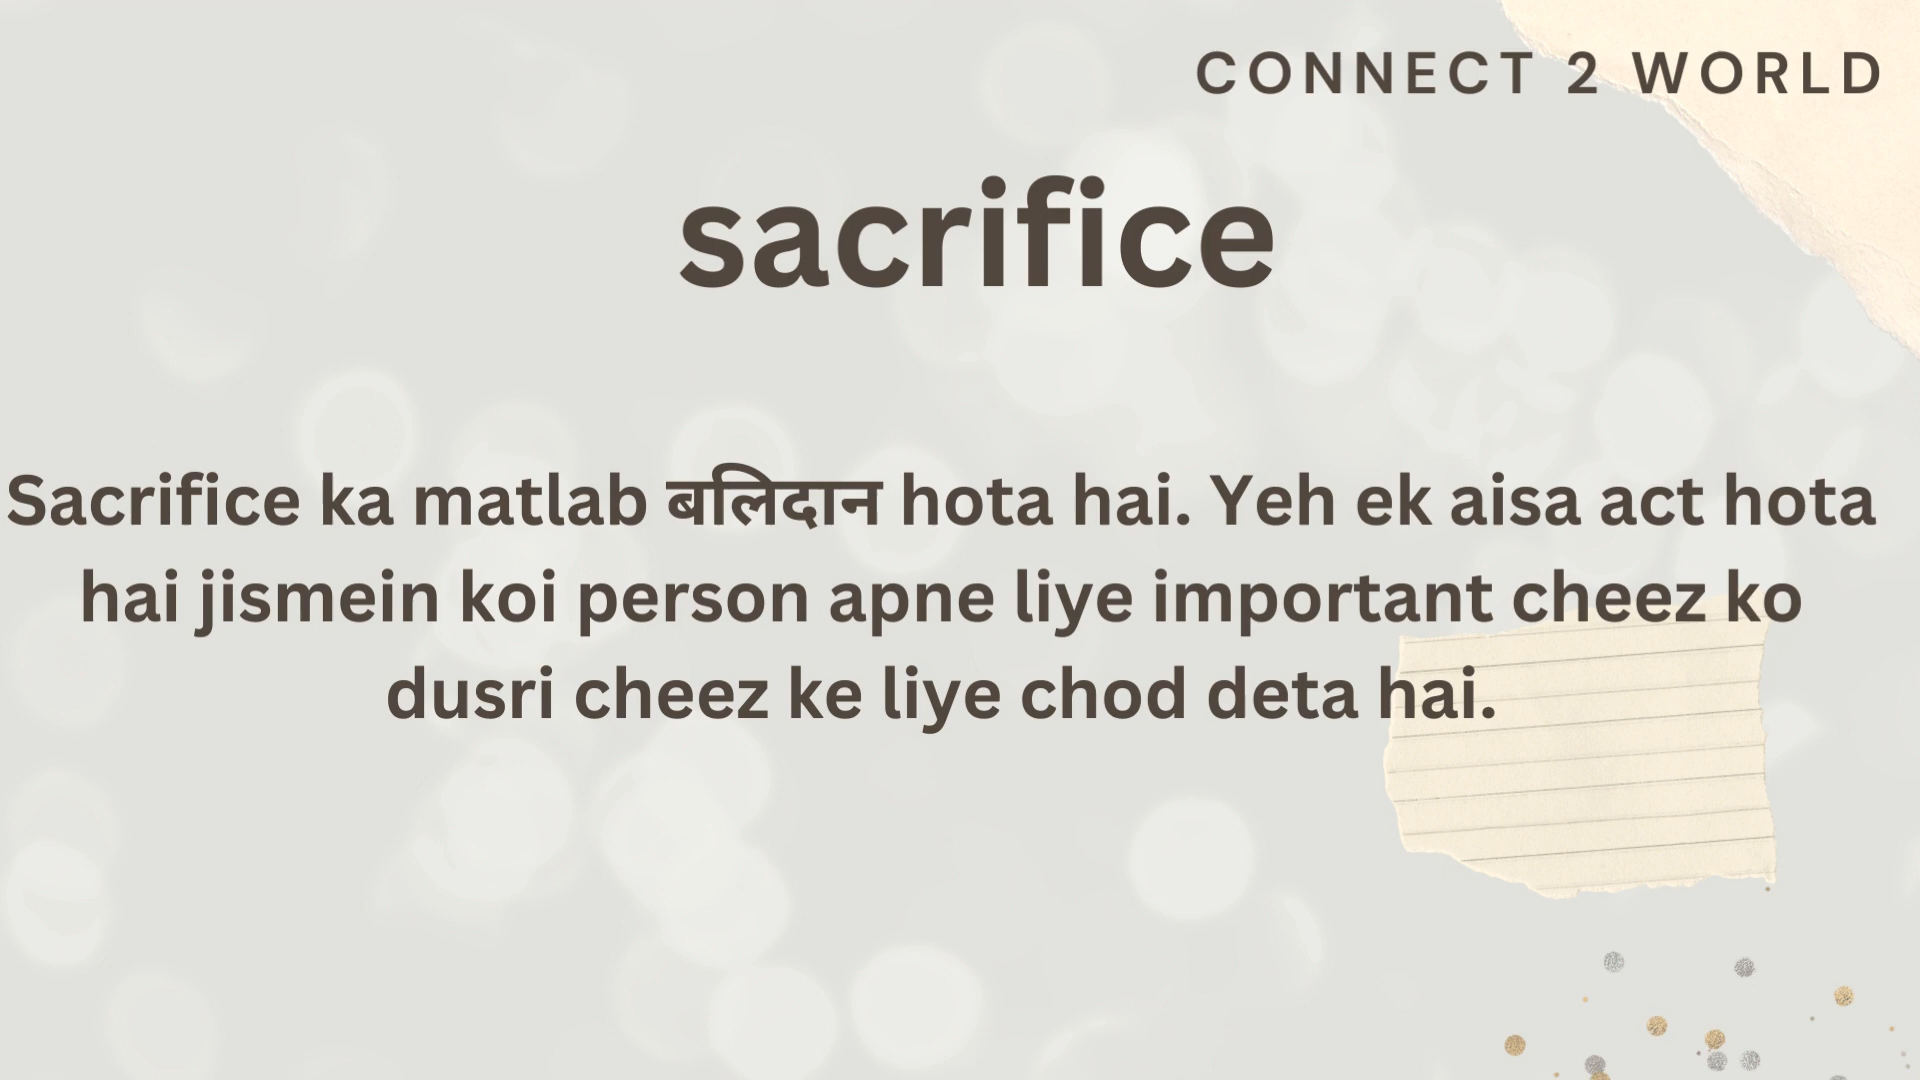 CONNECT 2 WORLD
sacrifice
Sacrifice ka matlab बलिदान hota hai. Yeh ek aisa act hota
hai jismein koi person apne liye important cheez ko
dusri cheez ke liye chod deta hai.